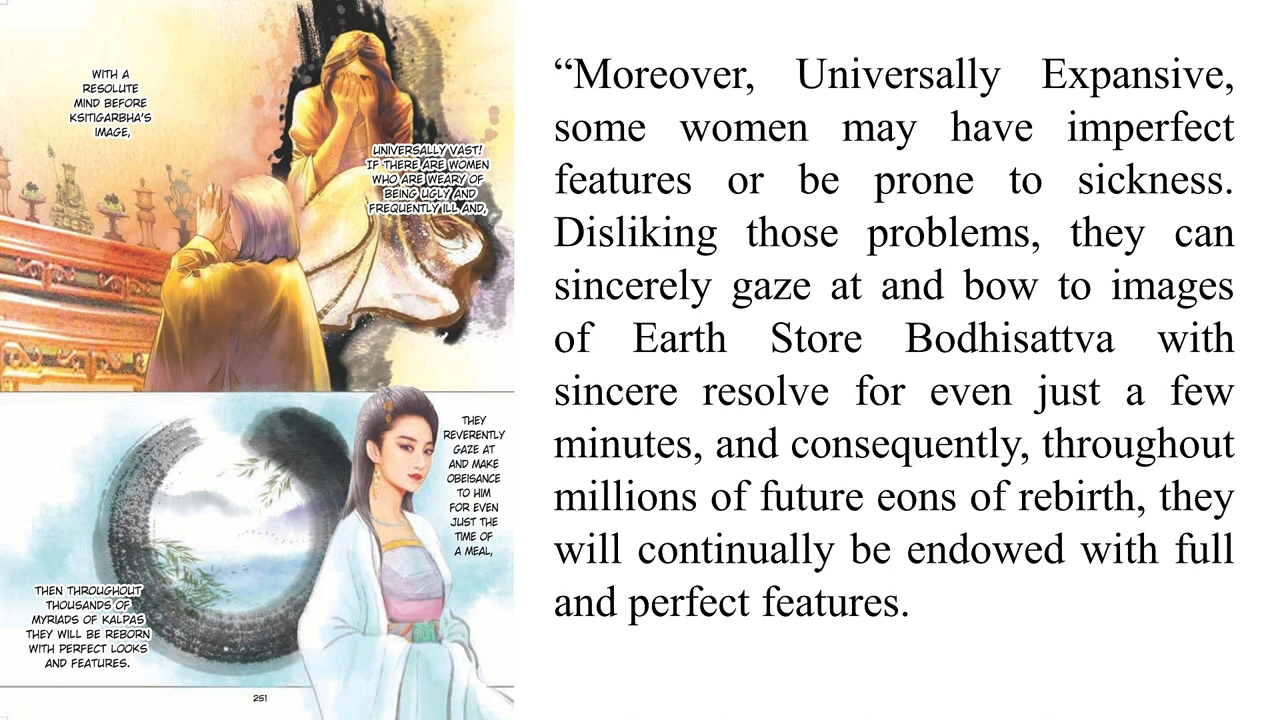 WITH A
RESOLUTE
MIND BEFORE
KSITIGARBHA'S
IMAGE,
UNIVERSALLY VAST!
IF THERE ARE WOMEN
WHO ARE WEARY OF
BEING UGLY AND
FREQUENTLY ILL AND,
THEY
REVERENTLY
GAZE AT
AND MAKE
OBEISANCE
TO HIM
FOR EVEN
JUST THE
TIME OF
A MEAL,
THEN THROUGHOUT
THOUSANDS OF
MYRIADS OF KALPAS
THEY WILL BE REBORN
WITH PERFECT LOOKS
AND FEATURES.
251
“Moreover, Universally Expansive,
some women may have imperfect
features or be prone to sickness.
Disliking those problems, they can
sincerely gaze at and bow to images
of Earth Store Bodhisattva with
sincere resolve for even just a few
minutes, and consequently, throughout
millions of future eons of rebirth, they
will continually be endowed with full
and perfect features.